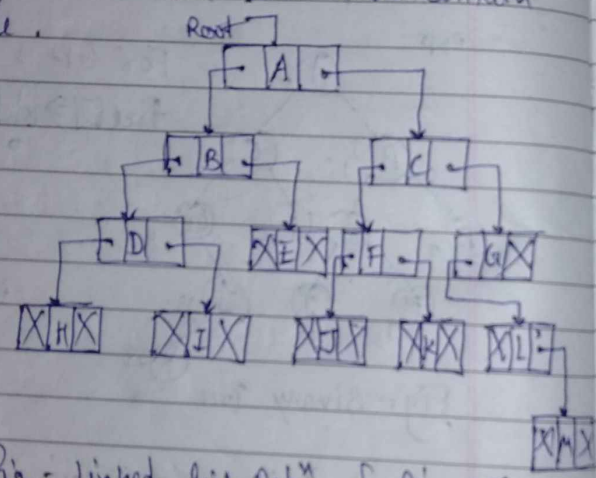 Root
A
B C
D X E X F G X
X H X X I X X J X X K X X L
X M X